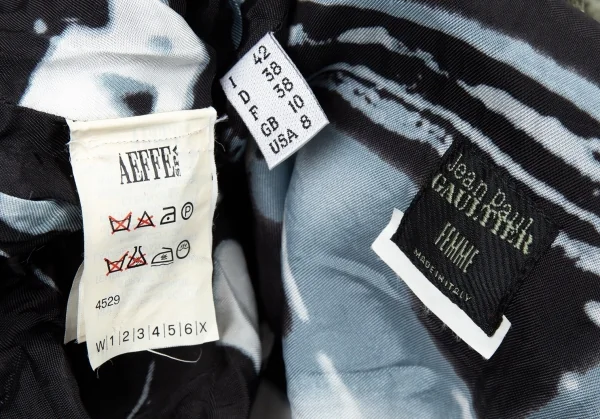 AEFFE
4529
W|1|2|3|4|5|6|X
I 42
D 38
F 38
GB 10
USA 8
Jean Paul
GAULTIER
FEMME
MADE IN ITALY